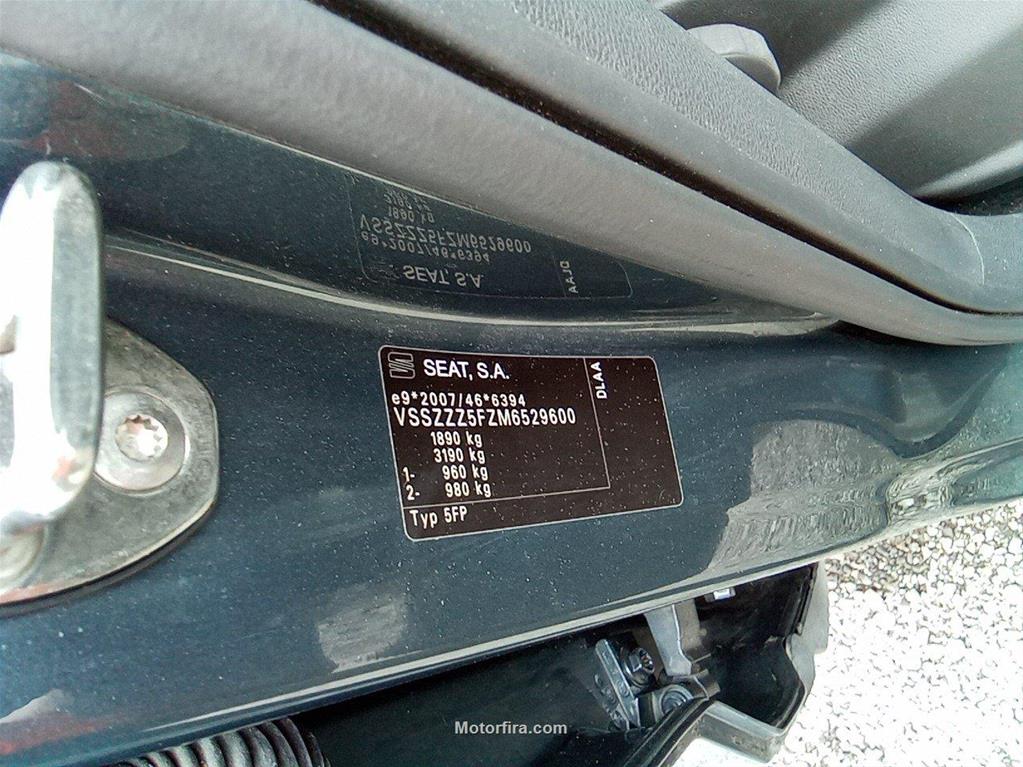 SEAT, S.A.
DLAA
e9*2007/46*6394
VSSZZZ5FZM6529600
1890 kg
3190 kg
1- 960 kg
2- 980 kg
Typ 5FP
Motorfira.com